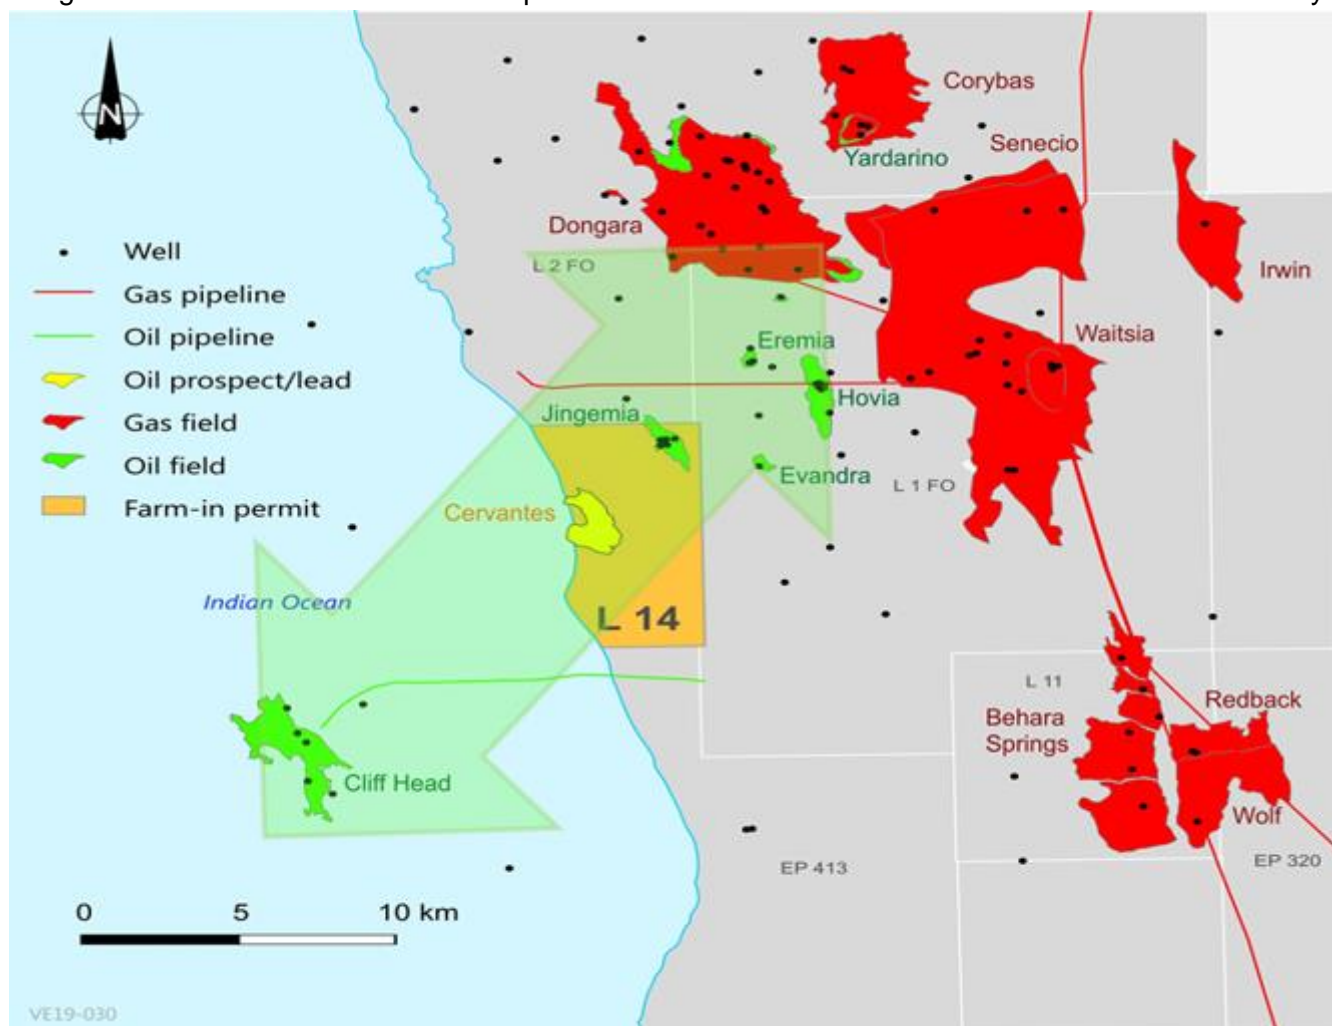 N
Corybas
Senecio
Yardarino
Dongara
Irwin
L 2 FO
Well
Gas pipeline
Oil pipeline
Oil prospect/lead
Gas field
Oil field
Farm-in permit
Eremia
Waitsia
Hovia
Jingemia
Evandra
L 1 FO
Cervantes
Indian Ocean
L 14
L 11
Redback
Behara
Springs
Cliff Head
Wolf
EP 413
EP 320
0 5 10 km
VE19-030